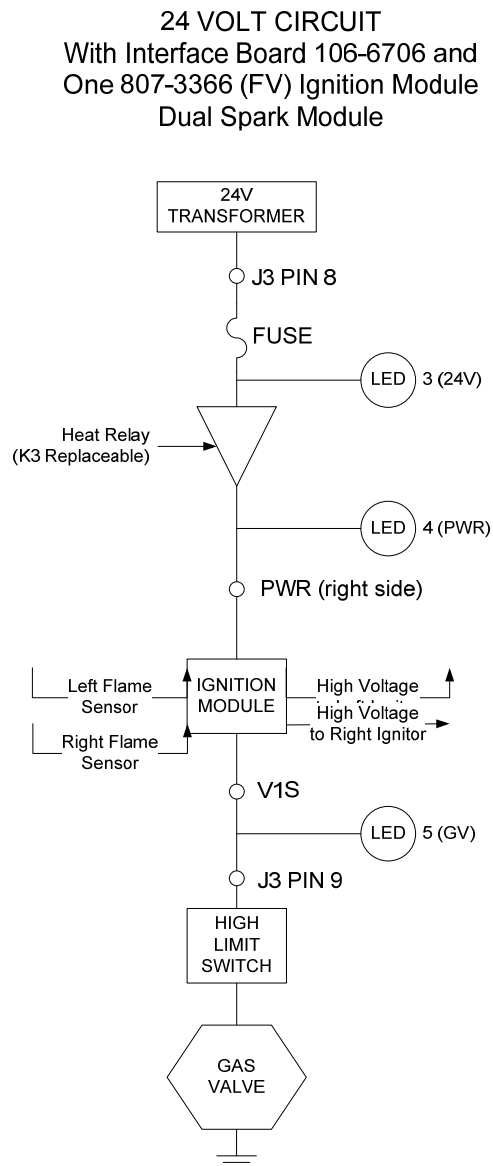 24 VOLT CIRCUIT
With Interface Board 106-6706 and
One 807-3366 (FV) Ignition Module
Dual Spark Module
24V
TRANSFORMER
J3 PIN 8
FUSE
LED 3 (24V)
Heat Relay
(K3 Replaceable)
LED 4 (PWR)
PWR (right side)
Left Flame
Sensor
IGNITION
MODULE
High Voltage
Right Flame
Sensor
High Voltage
to Right Ignitor
V1S
LED 5 (GV)
J3 PIN 9
HIGH
LIMIT
SWITCH
GAS
VALVE